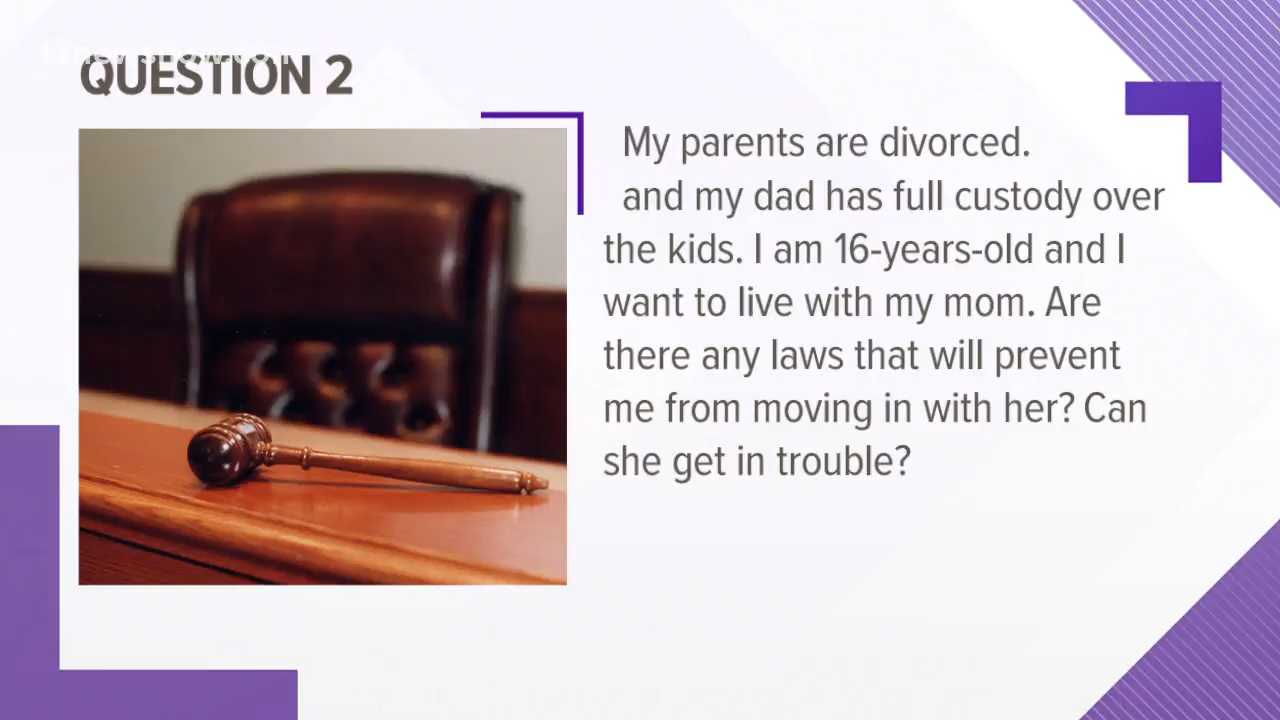 12newsnow.com
QUESTION 2
My parents are divorced.
and my dad has full custody over
the kids. I am 16-years-old and I
want to live with my mom. Are
there any laws that will prevent
me from moving in with her? Can
she get in trouble?